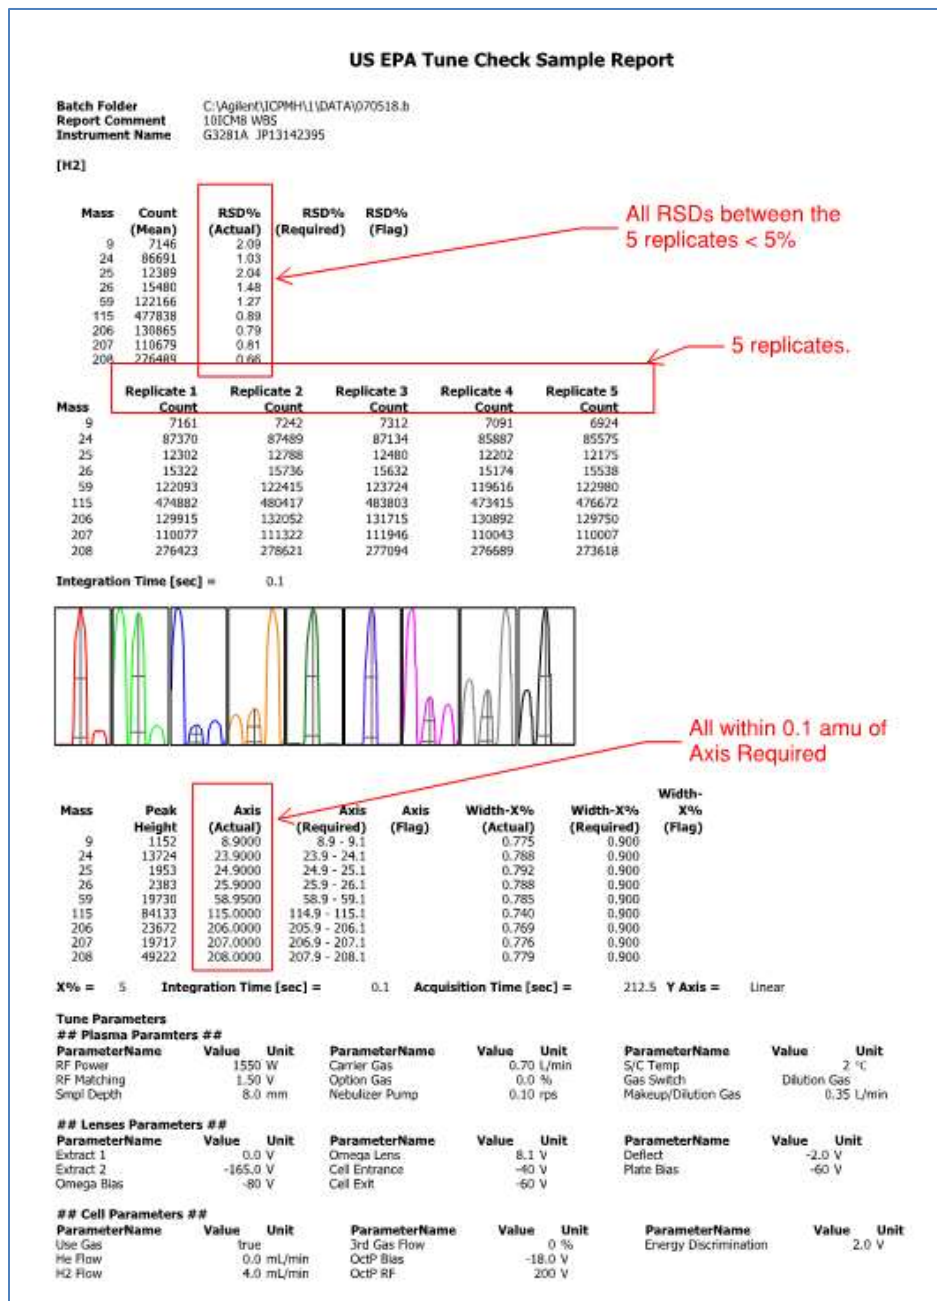 US EPA Tune Check Sample Report
Batch Folder C:\Agilent\ICPMH\1\DATA\070518.b
Report Comment 10ICM8 WBS
Instrument Name G3281A JP13142395
[H2]
Mass Count RSD% RSD% RSD%
(Mean) (Actual) (Required) (Flag)
9 7146 2.09
24 86691 1.03
25 12389 2.04
26 15480 1.48
59 122166 1.27
115 477838 0.89
206 130865 0.79
207 110679 0.81
208 276489 0.66
All RSDs between the
5 replicates < 5%
5 replicates.
Replicate 1 Replicate 2 Replicate 3 Replicate 4 Replicate 5
Mass Count Count Count Count Count
9 7161 7242 7312 7091 6924
24 87370 87489 87134 85887 85575
25 12302 12788 12480 12202 12175
26 15322 15736 15632 15174 15538
59 122093 122415 123724 119616 122980
115 474882 480417 483803 473415 476672
206 129915 132052 131715 130892 129750
207 110077 111322 111946 110043 110007
208 276423 278621 277094 276689 273618
Integration Time [sec] = 0.1
All within 0.1 amu of
Axis Required
Width-
Mass Peak Axis Axis Axis Width-X% Width-X% X%
Height (Actual) (Required) (Flag) (Actual) (Required) (Flag)
9 1152 8.9000 8.9 - 9.1 0.775 0.900
24 13724 23.9000 23.9 - 24.1 0.788 0.900
25 1953 24.9000 24.9 - 25.1 0.792 0.900
26 2383 25.9000 25.9 - 26.1 0.788 0.900
59 19730 58.9500 58.9 - 59.1 0.785 0.900
115 84133 115.0000 114.9 - 115.1 0.740 0.900
206 23672 206.0000 205.9 - 206.1 0.769 0.900
207 19717 207.0000 206.9 - 207.1 0.776 0.900
208 49222 208.0000 207.9 - 208.1 0.779 0.900
X% = 5 Integration Time [sec] = 0.1 Acquisition Time [sec] = 212.5 Y Axis = Linear
Tune Parameters
## Plasma Paramters ##
ParameterName Value Unit ParameterName Value Unit ParameterName Value Unit
RF Power 1550 W Carrier Gas 0.70 L/min S/C Temp 2 °C
RF Matching 1.50 V Option Gas 0.0 % Gas Switch Dilution Gas
Smpl Depth 8.0 mm Nebulizer Pump 0.10 rps Makeup/Dilution Gas 0.35 L/min
## Lenses Parameters ##
ParameterName Value Unit ParameterName Value Unit ParameterName Value Unit
Extract 1 0.0 V Omega Lens 8.1 V Deflect -2.0 V
Extract 2 -165.0 V Cell Entrance -40 V Plate Bias -60 V
Omega Bias -80 V Cell Exit -60 V
## Cell Parameters ##
ParameterName Value Unit ParameterName Value Unit ParameterName Value Unit
Use Gas true 3rd Gas Flow 0 % Energy Discrimination 2.0 V
He Flow 0.0 mL/min OctP Bias -18.0 V
H2 Flow 4.0 mL/min OctP RF 200 V